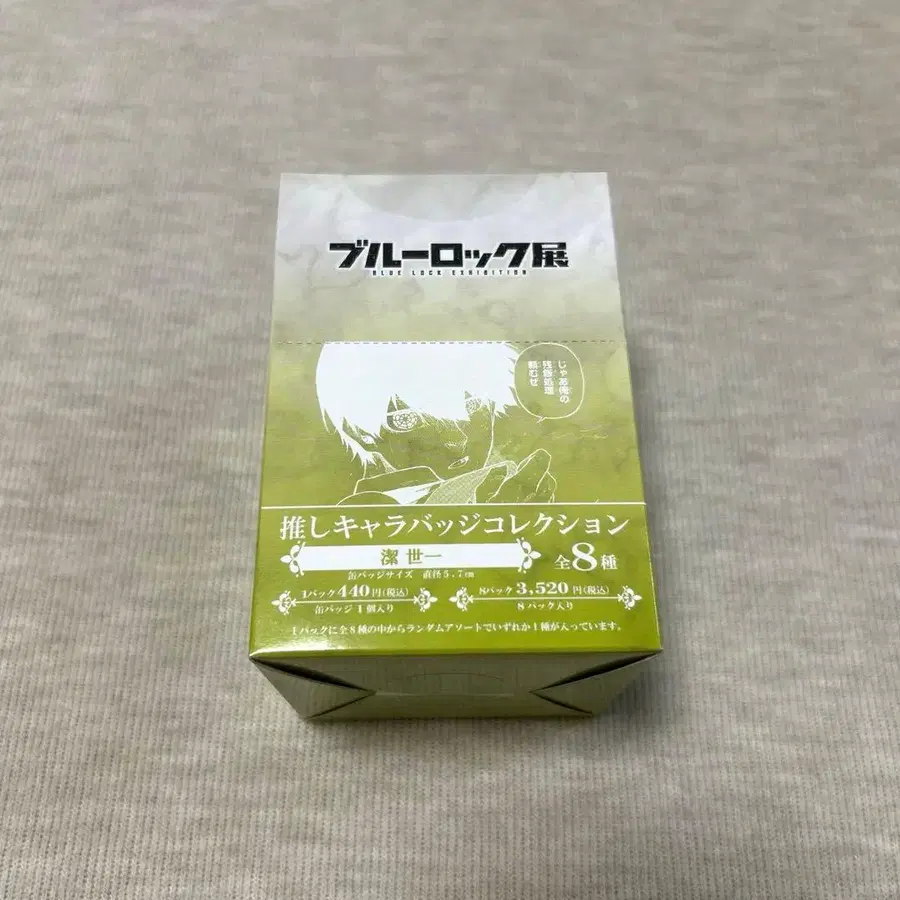 ブルーロック展
BLUE LOCK EXHIBITION
じゃあ俺の
残飯処理
頼むぜ
推しキャラバッジコレクション
潔 世一
全8種
缶バッジサイズ 直径5.7cm
1パック440円(税込)
缶バッジ1個入り
8パック3,520円(税込)
8パック入り
1パックに全8種の中からランダムアソートでいずれか1種が入っています。